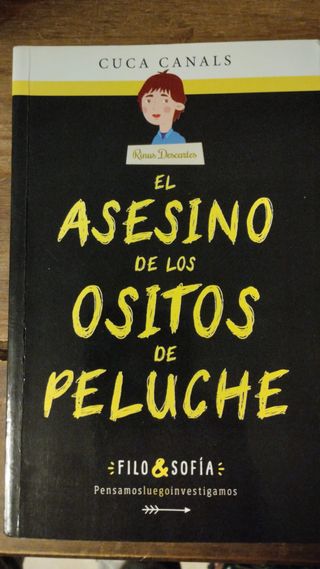 CUCA CANALS
Rinus Descartes
EL
ASESINO
DE LOS
OSITOS
DE
PELUCHE
FILO&SOFÍA
Pensamosluegoinvestigamos